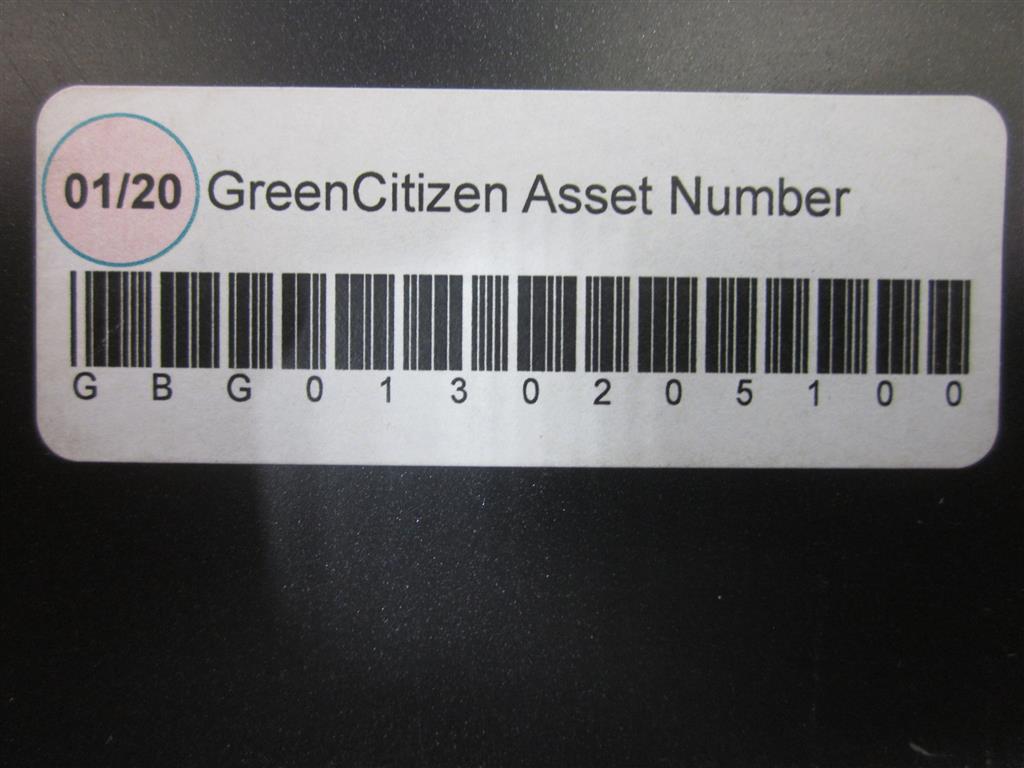 01/20 GreenCitizen Asset Number
G B G 0 1 3 0 2 0 5 1 0 0